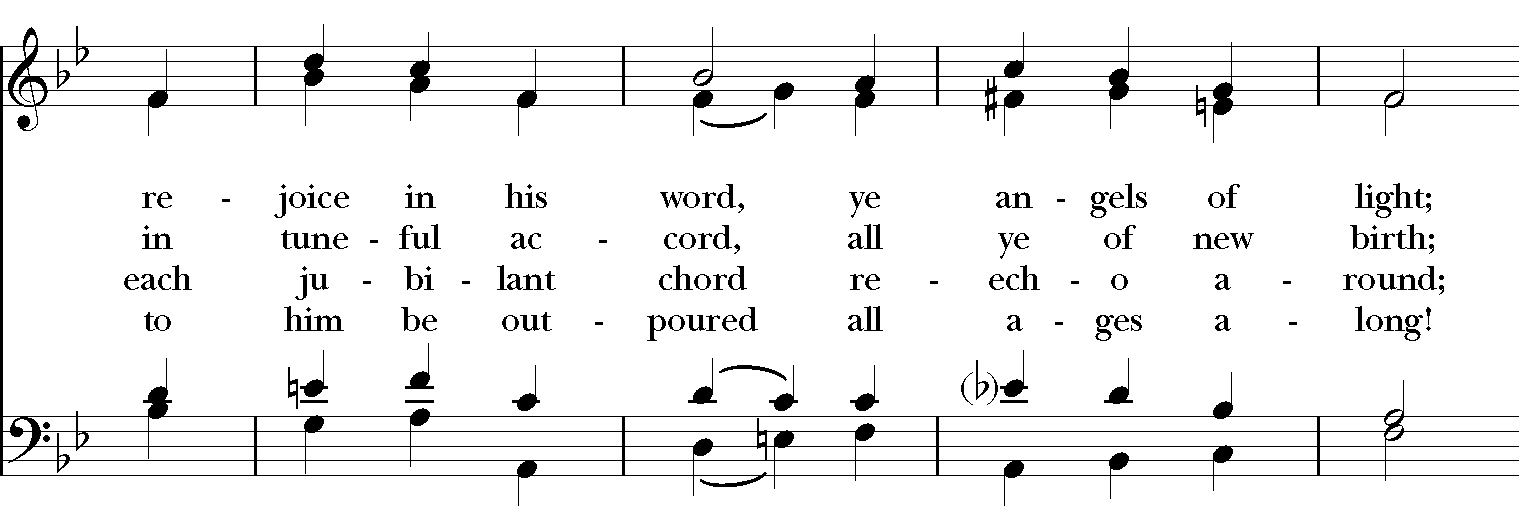 re - joice in his word, ye an - gels of light;
in tune - ful ac - cord, all ye of new birth;
each ju - bi - lant chord re - ech - o a - round;
to him be out - poured all a - ges a - long!